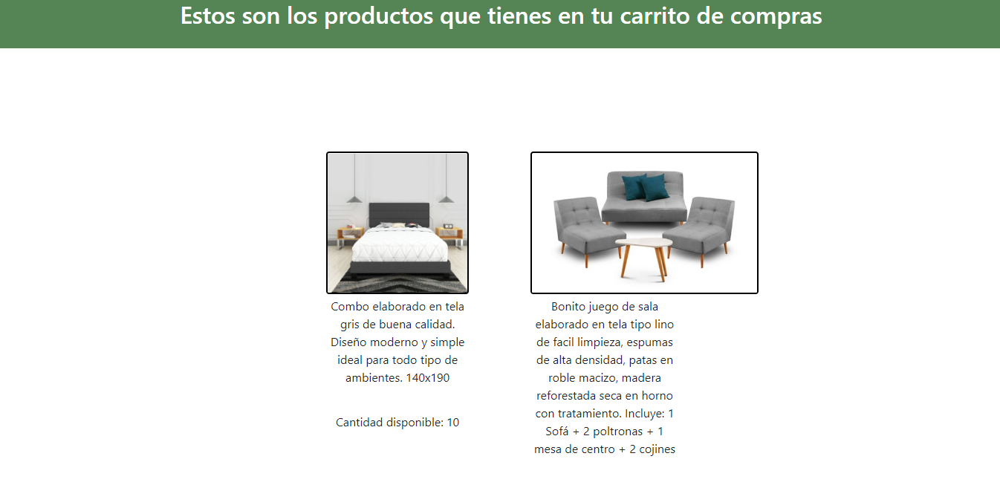 Estos son los productos que tienes en tu carrito de compras
Combo elaborado en tela
gris de buena calidad.
Diseño moderno y simple
ideal para todo tipo de
ambientes. 140x190
Cantidad disponible: 10
Bonito juego de sala
elaborado en tela tipo lino
de facil limpieza, espumas
de alta densidad, patas en
roble macizo, madera
reforestada seca en horno
con tratamiento. Incluye: 1
Sofá + 2 poltronas + 1
mesa de centro + 2 cojines